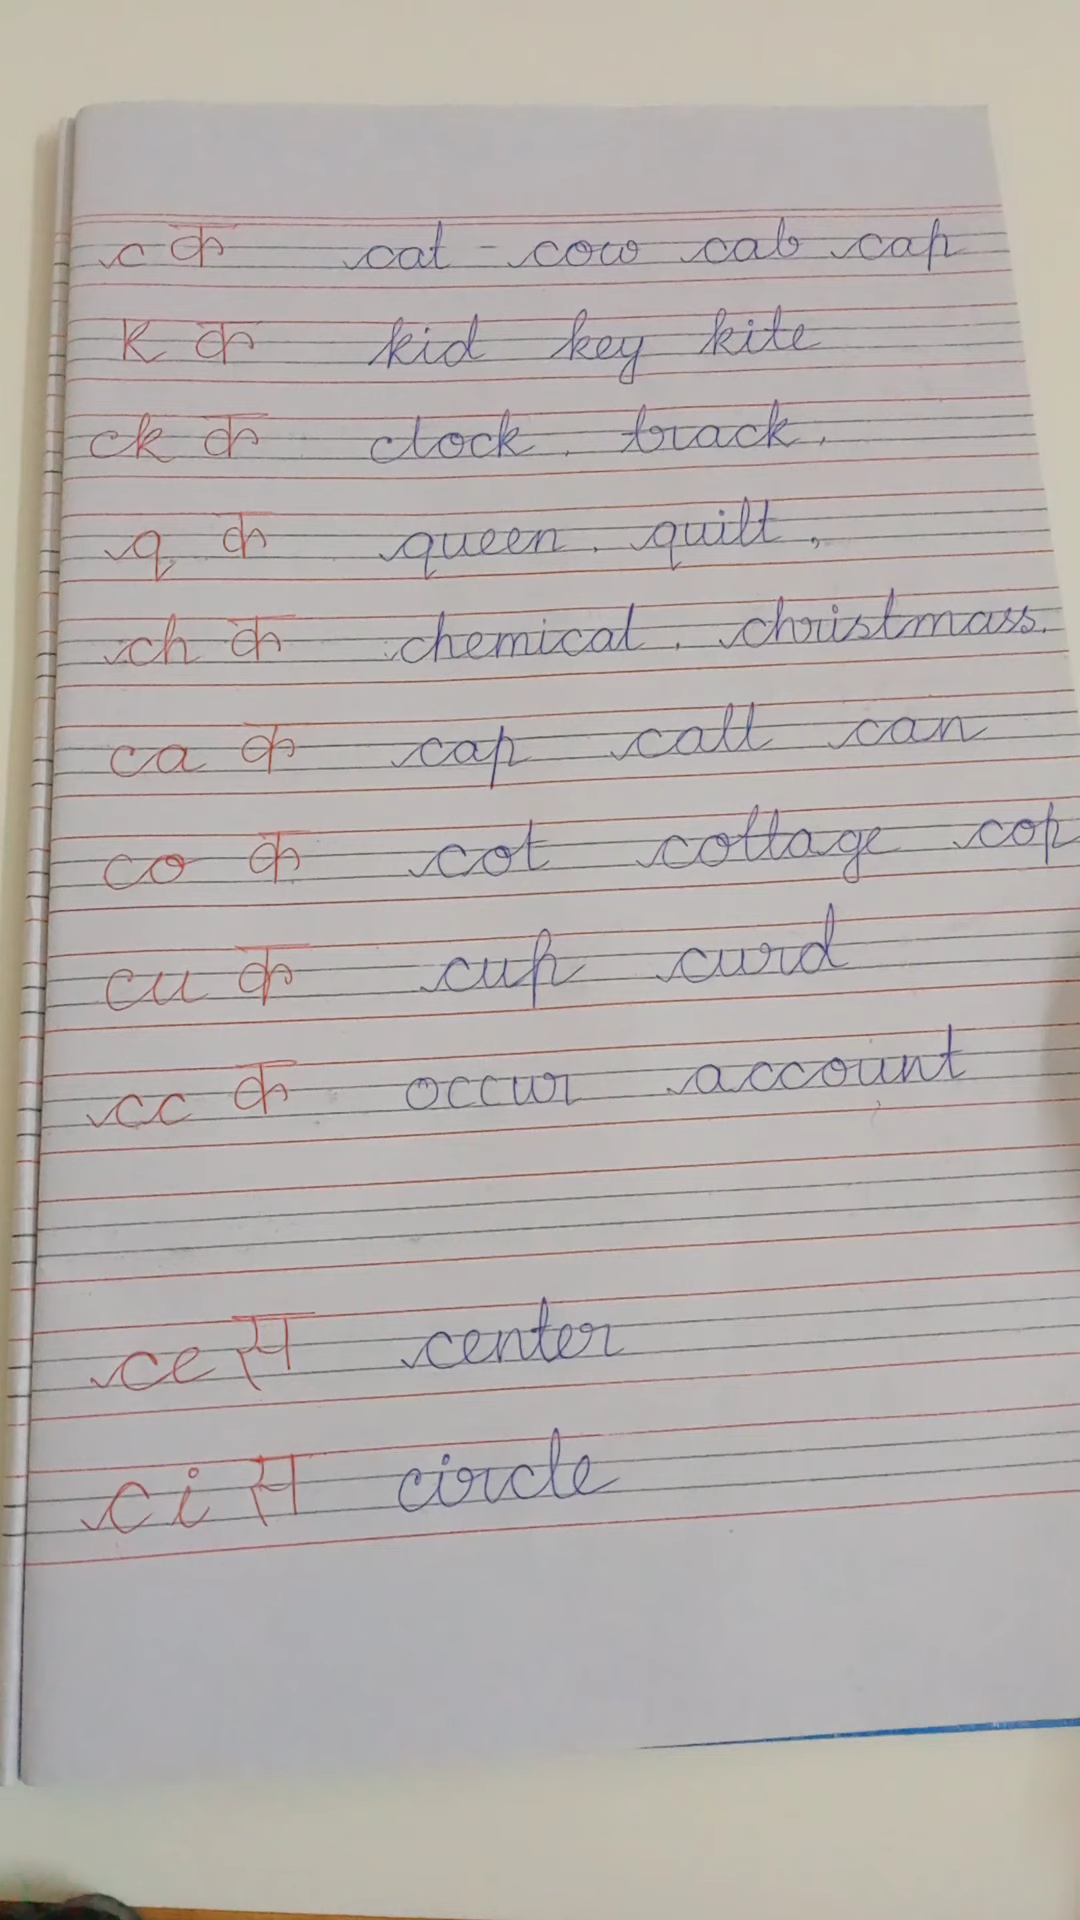 c क cat - cow cab cap
k क kid key kite
ck क clock. track.
q क queen. quilt,
ch क chemical. christmass.
ca क cap call can
co क cot cottage cop
cu क cup curd
cc क occur account
ce स center
ci स circle